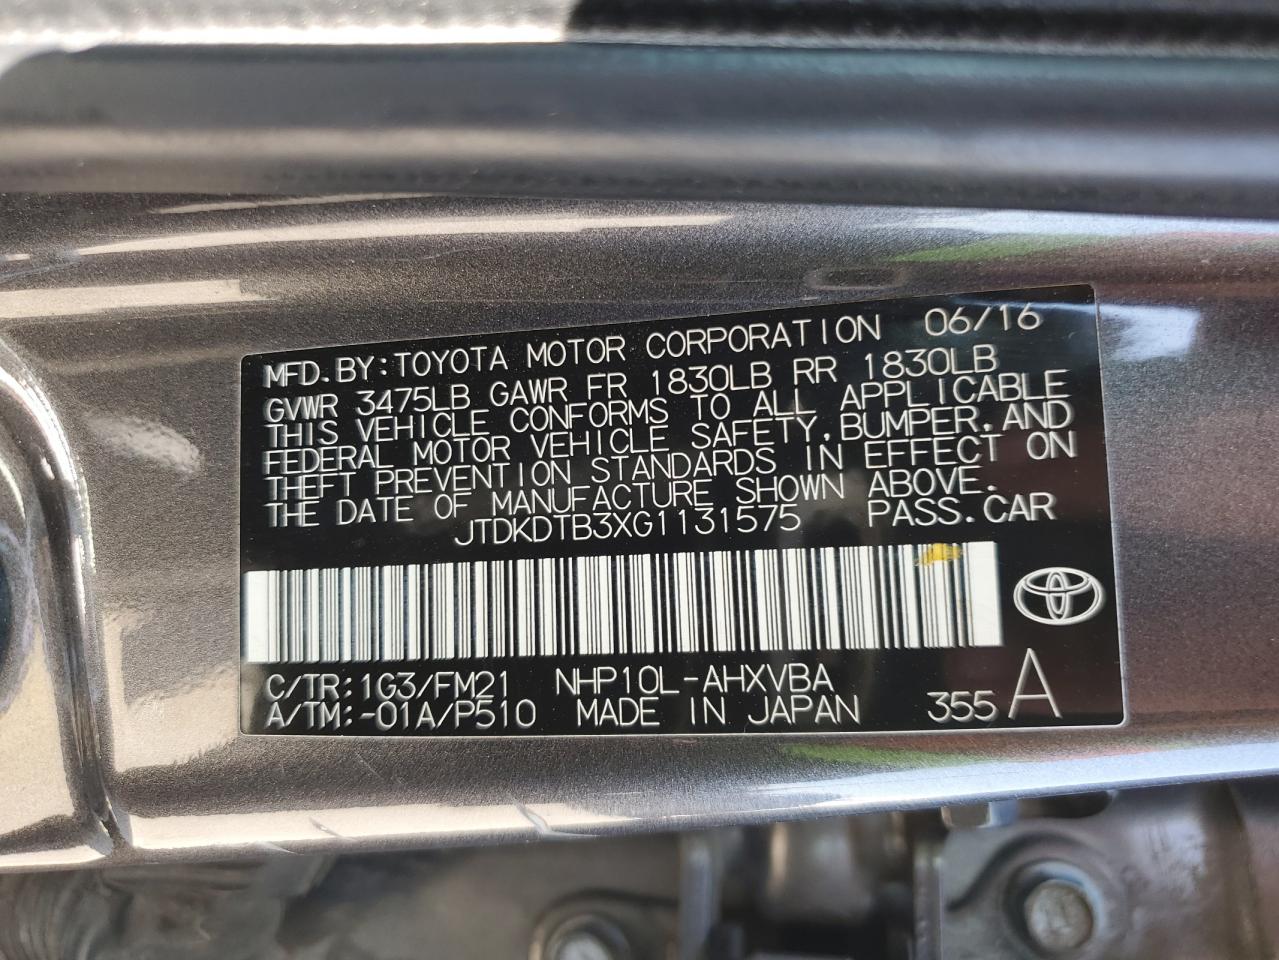 MFD. BY: TOYOTA MOTOR CORPORATION 06/16
GVWR 3475LB GAWR FR 1830LB RR 1830LB
THIS VEHICLE CONFORMS TO ALL APPLICABLE
FEDERAL MOTOR VEHICLE SAFETY, BUMPER, AND
THEFT PREVENTION STANDARDS IN EFFECT ON
THE DATE OF MANUFACTURE SHOWN ABOVE.
JTDKDTB3XG1131575 PASS. CAR
C/TR: 1G3/FM21 NHP10L-AHXVBA
A/TM: -01A/P510 MADE IN JAPAN 355 A